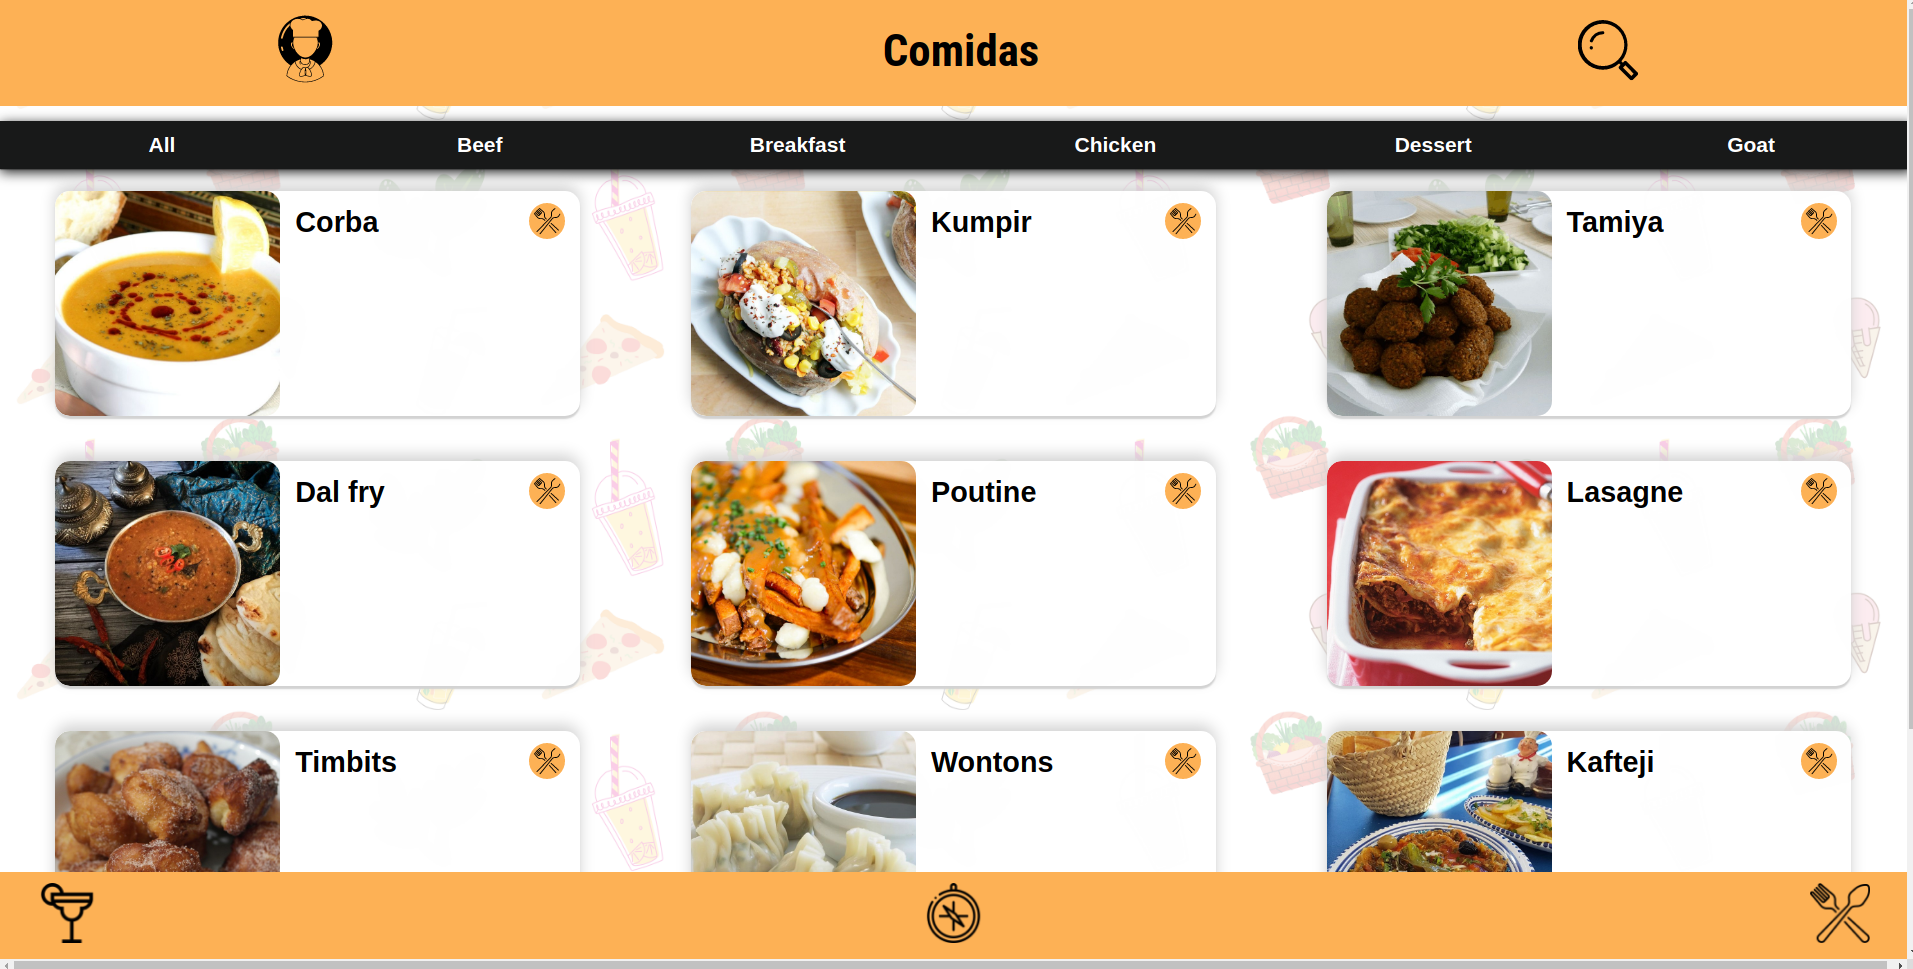 Comidas
All
Beef
Breakfast
Chicken
Dessert
Goat
Corba
Kumpir
Tamiya
Dal fry
Poutine
Lasagne
Timbits
Wontons
Kafteji